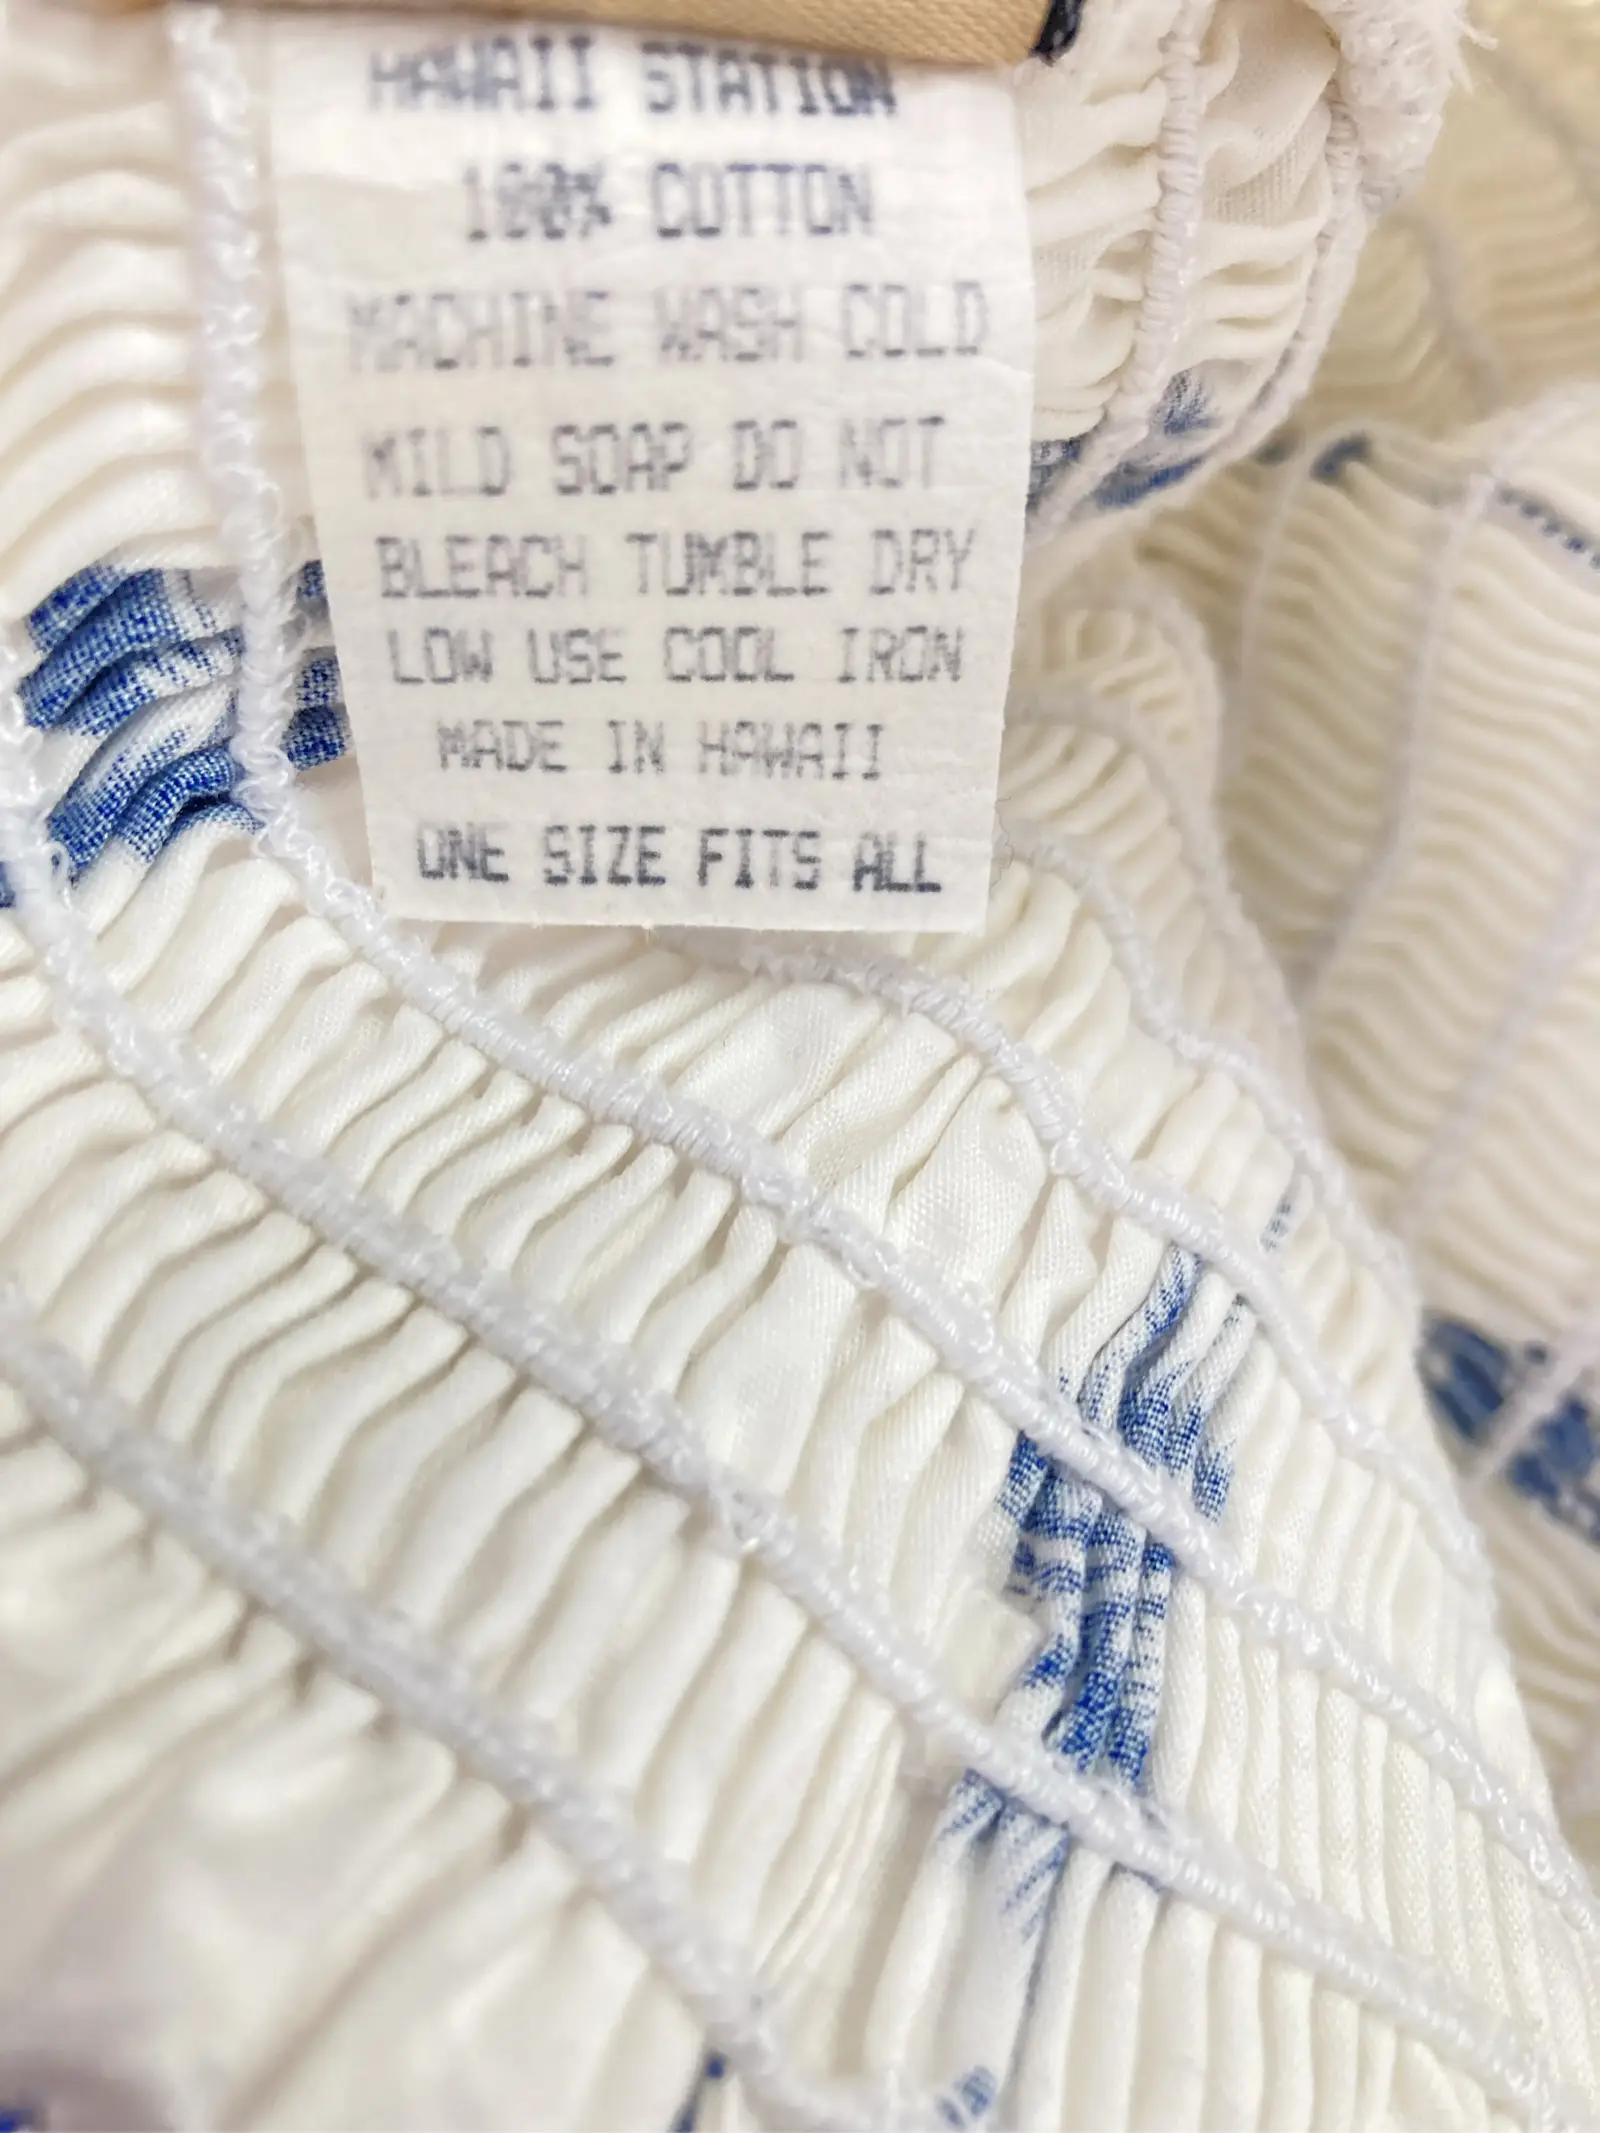 HAWAII STATION
100% COTTON
MACHINE WASH COLD
MILD SOAP DO NOT
BLEACH TUMBLE DRY
LOW USE COOL IRON
MADE IN HAWAII
ONE SIZE FITS ALL